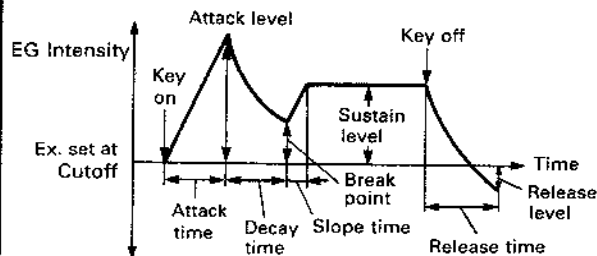 Attack level
EG Intensity
Key off
Key
on
Sustain
level
Ex. set at
Cutoff
Time
Break
point
Release
level
Attack
time
Decay
time
Slope time
Release time